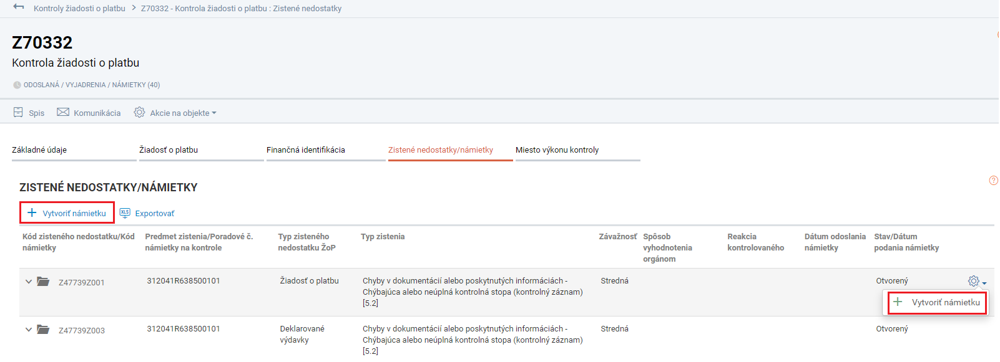 Kontroly žiadosti o platbu > Z70332 - Kontrola žiadosti o platbu : Zistené nedostatky
Z70332
Kontrola žiadosti o platbu
ODOSLANÁ / VYJADRENIA / NÁMIETKY (40)
Spis Komunikácia Akcie na objekte
Základné údaje Žiadosť o platbu Finančná identifikácia Zistené nedostatky/námietky Miesto výkonu kontroly
ZISTENÉ NEDOSTATKY/NÁMIETKY
?
Vytvoriť námietku XLS Exportovať
Kód zisteného nedostatku/Kód námietky
Predmet zistenia/Poradové č. námietky na kontrole
Typ zisteného nedostatku ŽoP
Typ zistenia
Závažnosť
Spôsob vyhodnotenia orgánom
Reakcia kontrolovaného
Dátum odoslania námietky
Stav/Dátum podania námietky
Z47739Z001
312041R638500101
Žiadosť o platbu
Chyby v dokumentácií alebo poskytnutých informáciách -
Chýbajúca alebo neúplná kontrolná stopa (kontrolný záznam)
[5.2]
Stredná
Otvorený
Vytvoriť námietku
Z47739Z003
312041R638500101
Deklarované
výdavky
Chyby v dokumentácií alebo poskytnutých informáciách -
Chýbajúca alebo neúplná kontrolná stopa (kontrolný záznam)
[5.2]
Stredná
Otvorený